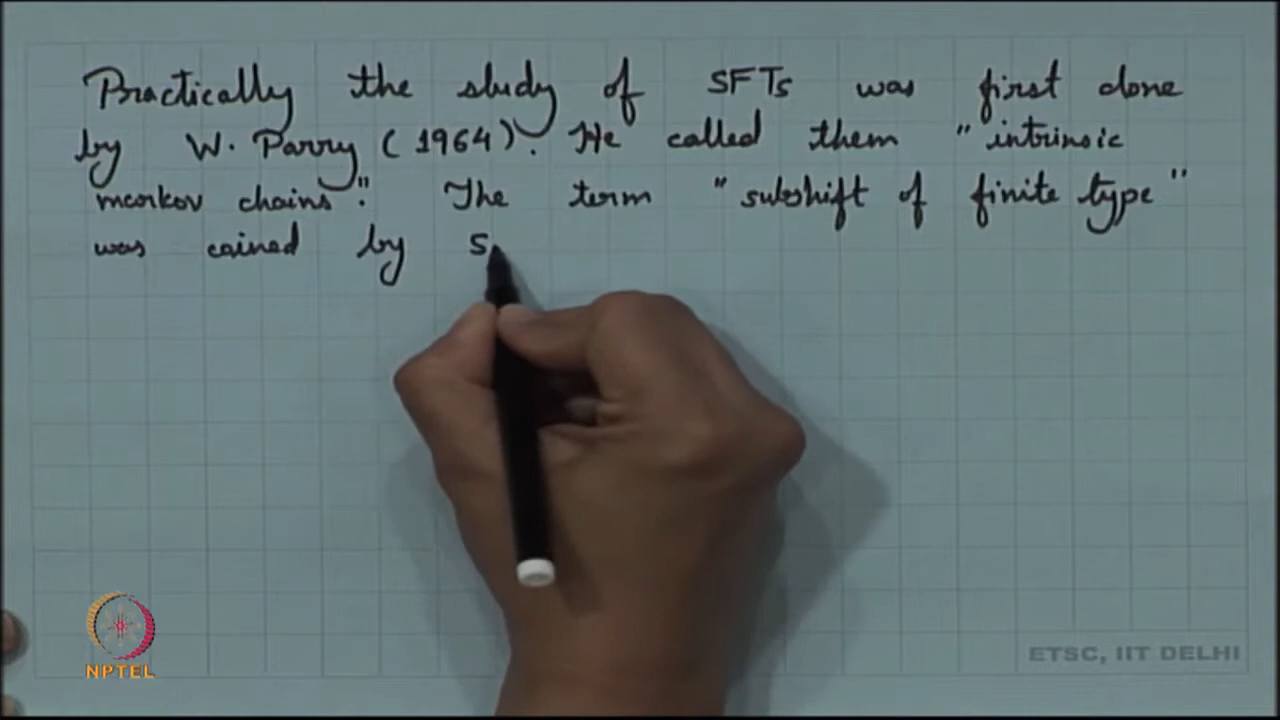 Practically the study of SFTs was first done
by W. Parry (1964). He called them "intrinsic
markov chains". The term "subshift of finite type"
was coined by S
NPTEL
ETSC, IIT DELHI